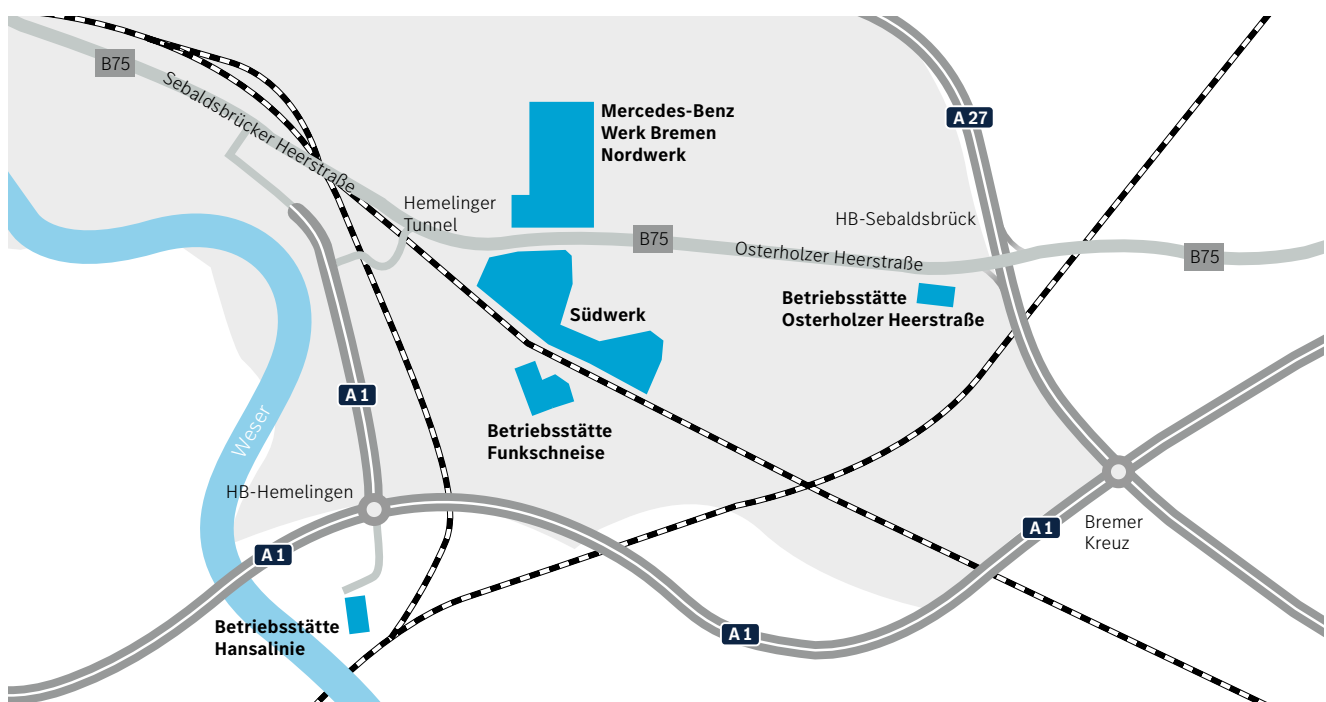 B75
Sebaldsbrücker Heerstraße
Mercedes-Benz
Werk Bremen
Nordwerk
A 27
Hemelinger
Tunnel
HB-Sebaldsbrück
B75
Osterholzer Heerstraße
B75
Betriebsstätte
Osterholzer Heerstraße
Südwerk
A 1
Weser
Betriebsstätte
Funkschneise
HB-Hemelingen
A 1
A 1
Bremer
Kreuz
Betriebsstätte
Hansalinie
A 1